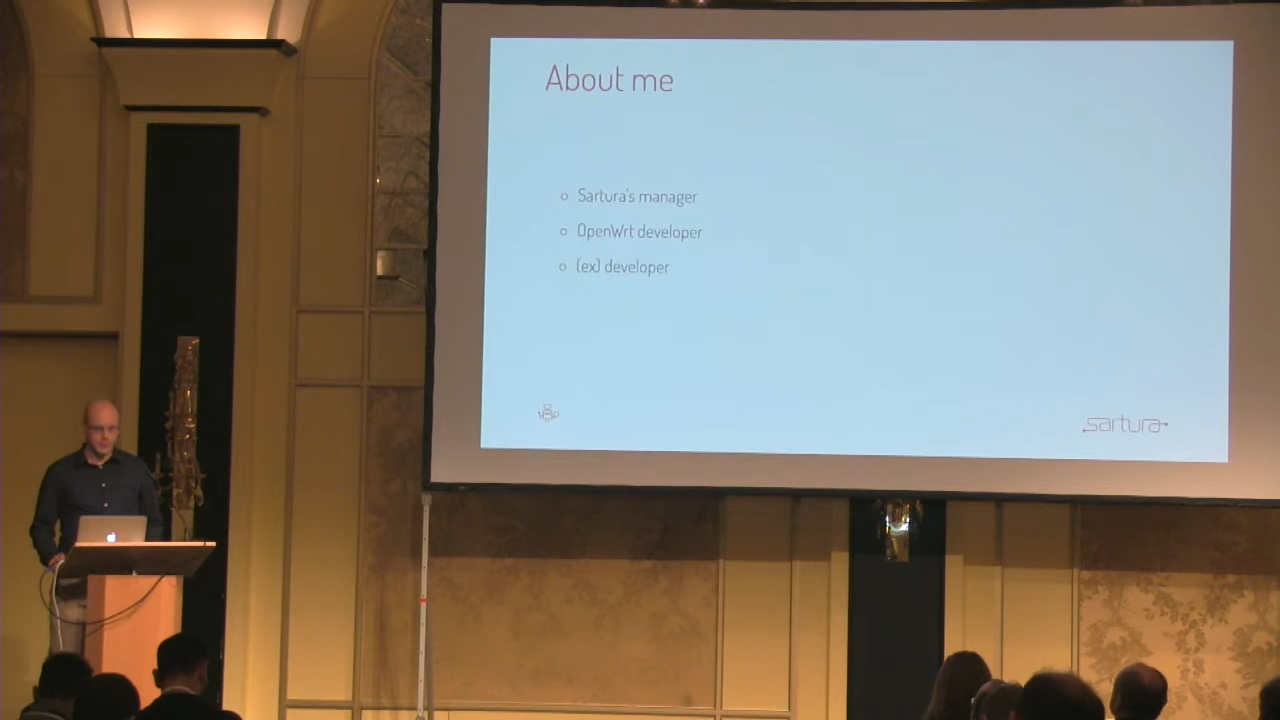 About me
Sartura's manager
OpenWrt developer
(ex) developer
sartura